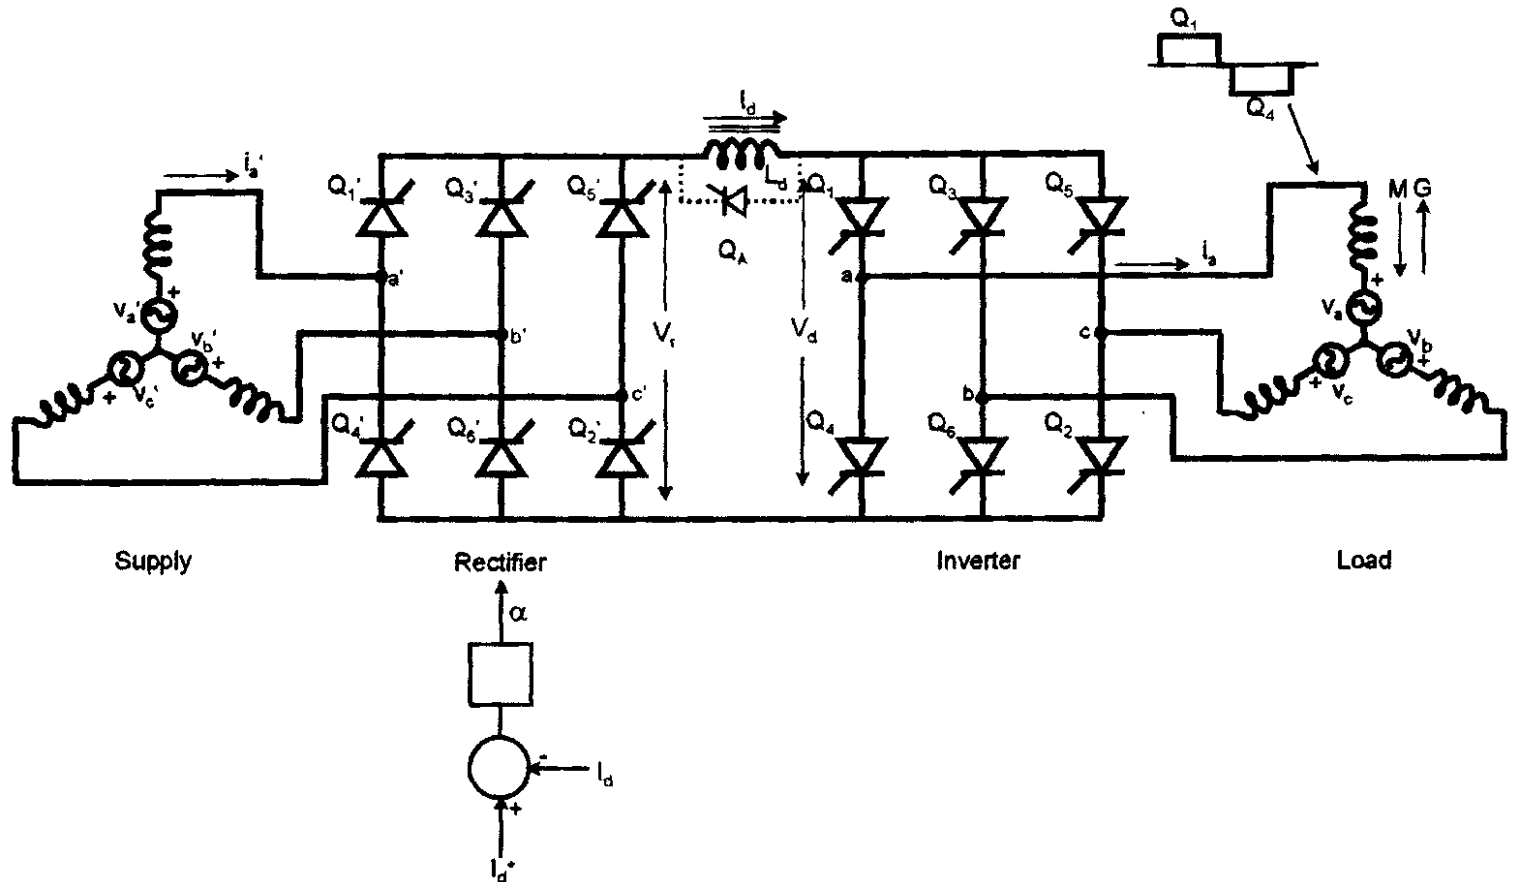 Q1
Q4
Id
ia'
Q1'
Q3'
Q5'
Ld
Q1
Q3
Q5
M G
QA
ia
a'
a
va'
+
va
+
vb'
+
b'
Vr
Vd
c
vb
+
vc'
+
c'
b
vc
+
Q4'
Q6'
Q2'
Q4
Q6
Q2
Supply
Rectifier
Inverter
Load
α
-
Id
+
Id*